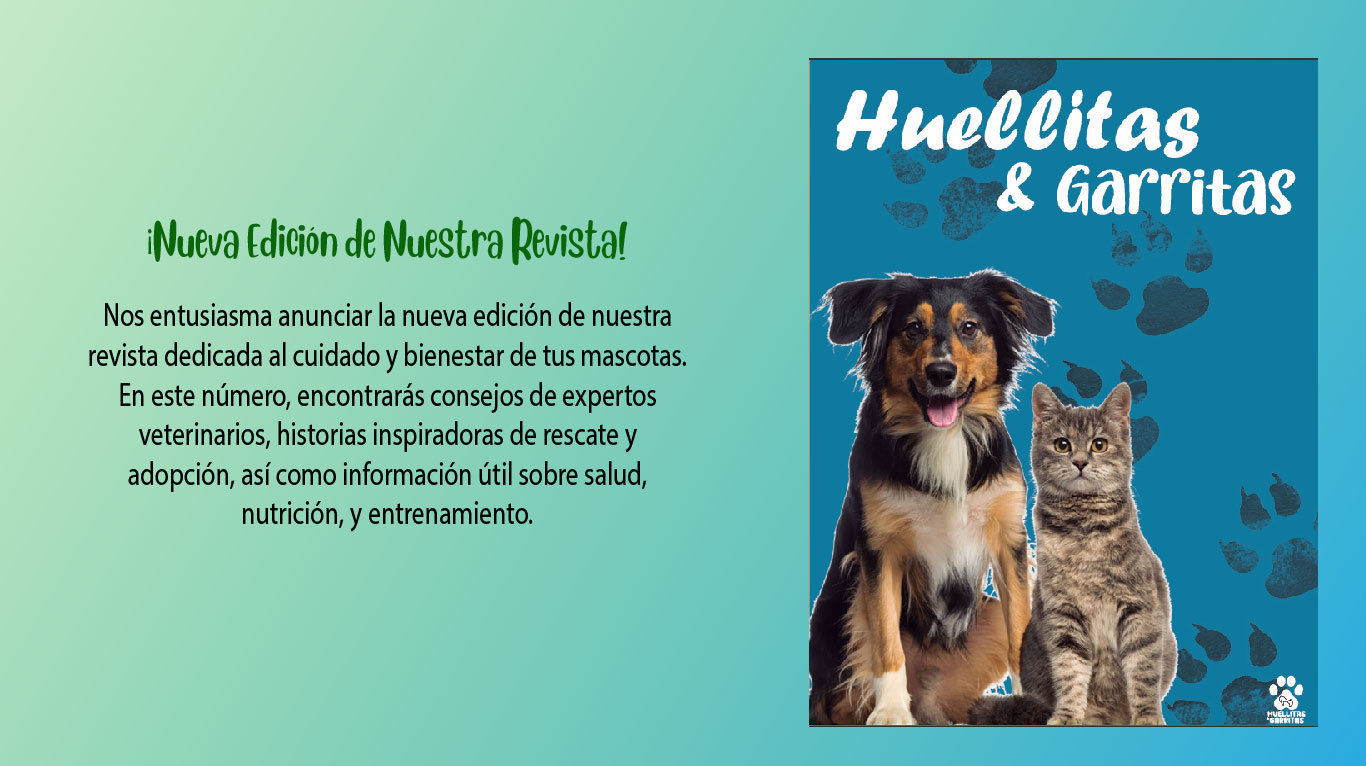 ¡Nueva Edición de Nuestra Revista!
Nos entusiasma anunciar la nueva edición de nuestra
revista dedicada al cuidado y bienestar de tus mascotas.
En este número, encontrarás consejos de expertos
veterinarios, historias inspiradoras de rescate y
adopción, así como información útil sobre salud,
nutrición, y entrenamiento.
Huellitas
& Garritas
HUELLITAS
& GARRITAS